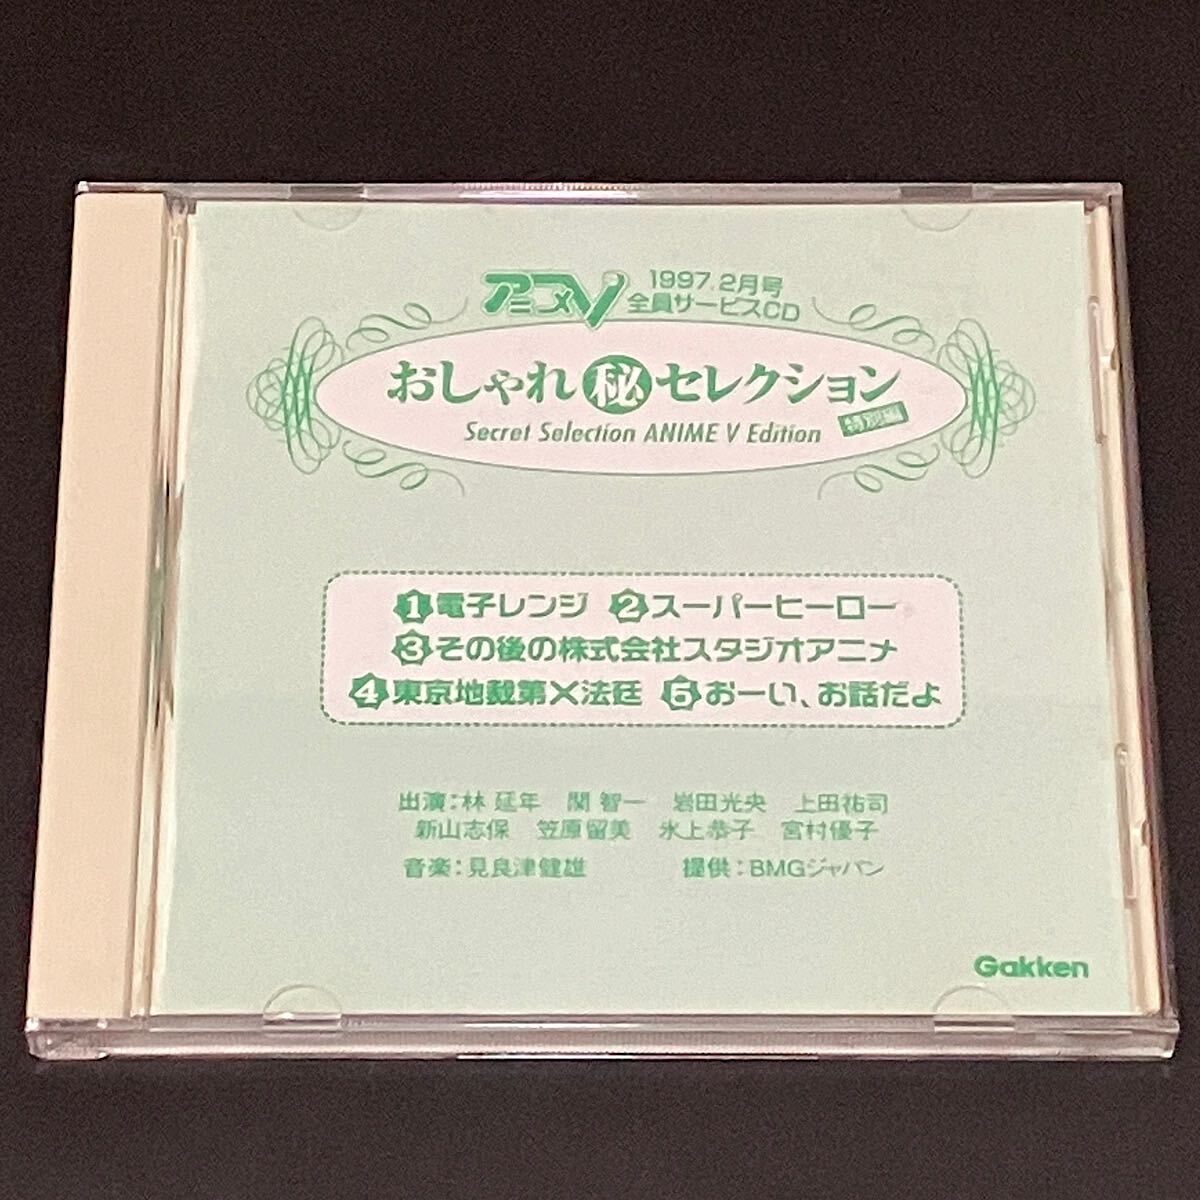 アニメV 1997.2月号
全員サービスCD
おしゃれ㊙セレクション
Secret Selection ANIME V Edition 特別編
1電子レンジ 2スーパーヒーロー
3その後の株式会社スタジオアニメ
4東京地裁第X法廷 5おーい、お話だよ
出演:林 延年 関 智一 岩田光央 上田祐司
新山志保 笠原留美 氷上恭子 宮村優子
音楽:見良津健雄 提供:BMGジャパン
Gakken